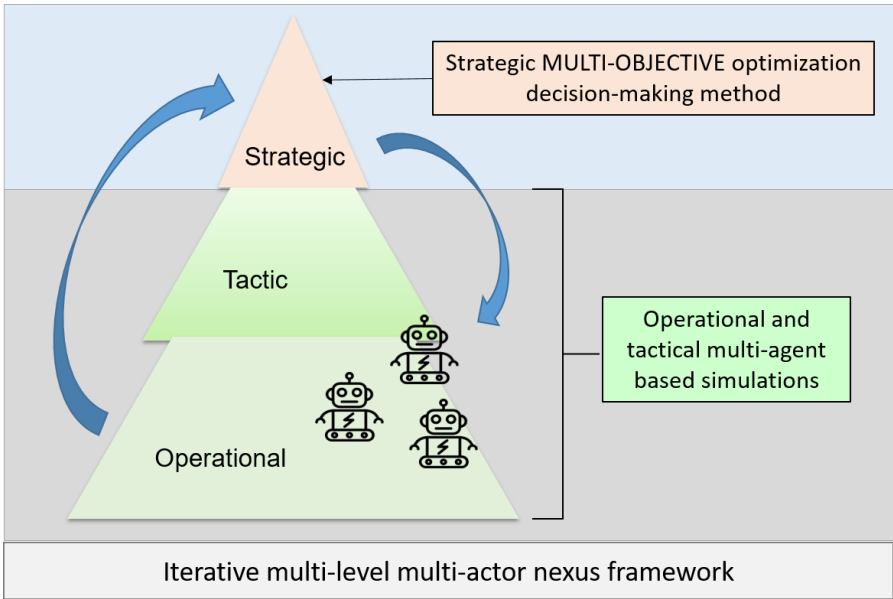 Strategic MULTI-OBJECTIVE optimization
decision-making method
Strategic
Tactic
Operational and
tactical multi-agent
based simulations
Operational
Iterative multi-level multi-actor nexus framework